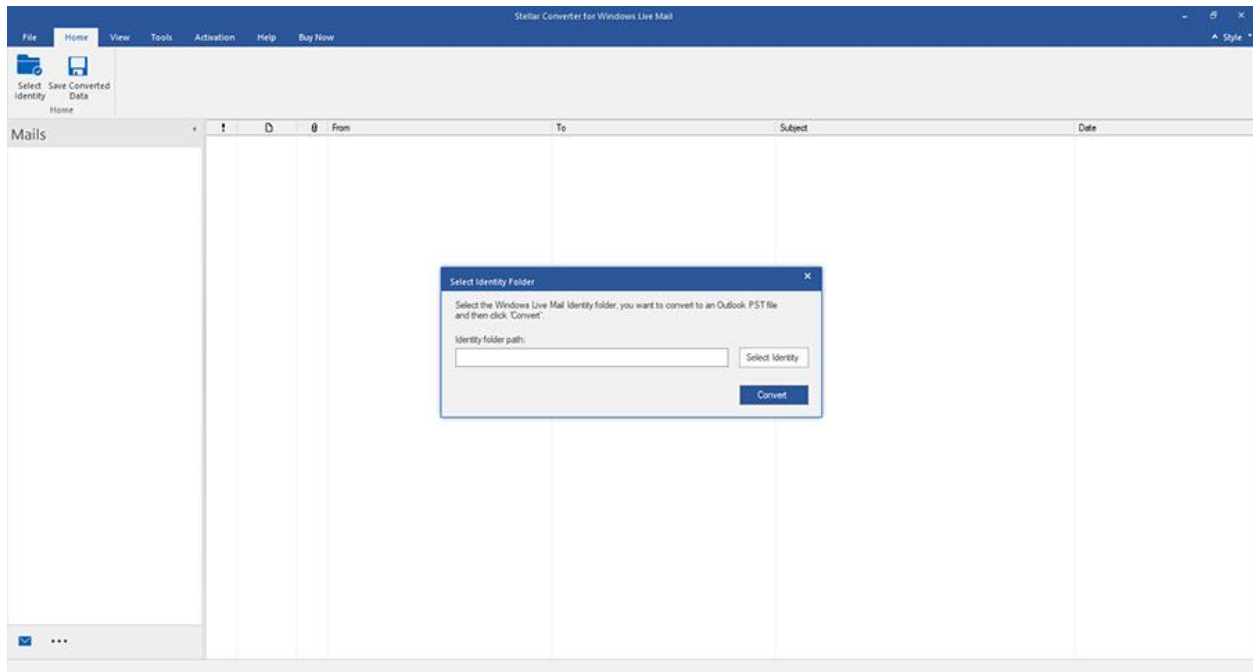 Stellar Converter for Windows Live Mail
File Home View Tools Activation Help Buy Now Style
Select Identity
Save Converted Data
Home
Mails
! From To Subject Date
Select Identity Folder
Select the Windows Live Mail Identity folder, you want to convert to an Outlook PST file
and then click 'Convert'.
Identity folder path:
Select Identity
Convert